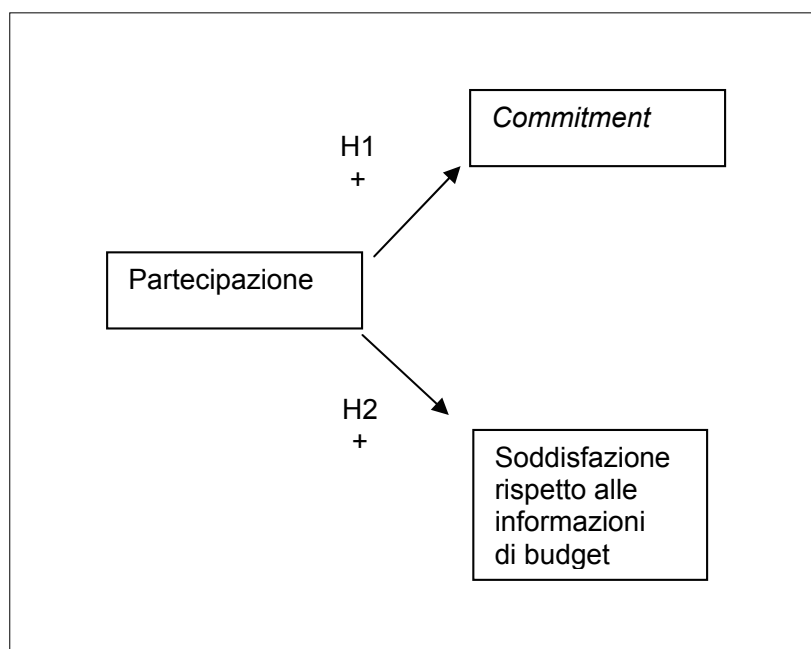 Commitment
H1
+
Partecipazione
H2
+
Soddisfazione
rispetto alle
informazioni
di budget